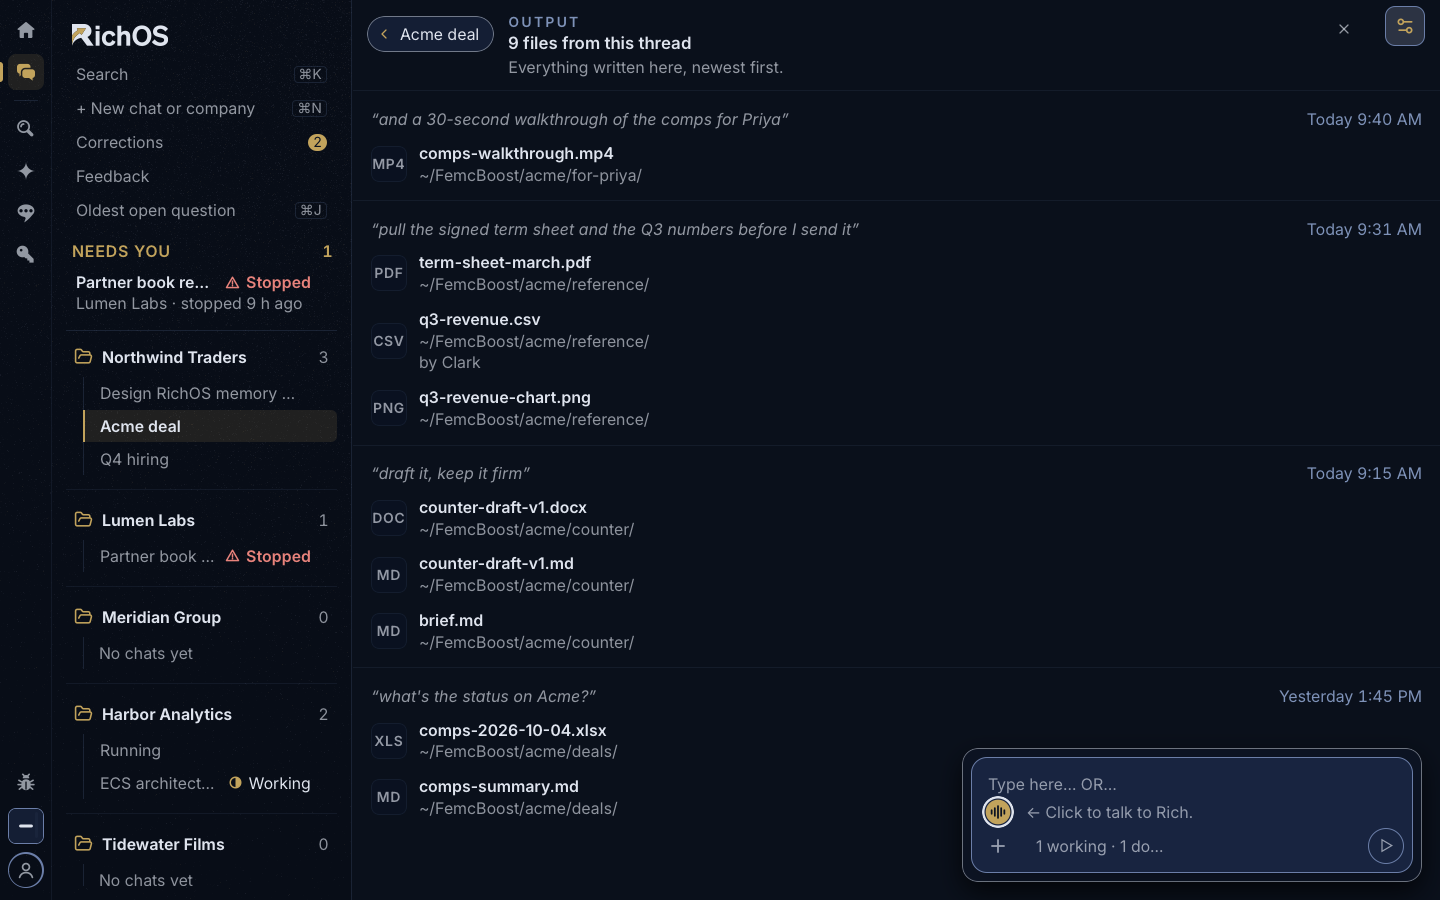 RichOS
Search ⌘K
+ New chat or company ⌘N
Corrections 2
Feedback
Oldest open question ⌘J
NEEDS YOU 1
Partner book re... Stopped
Lumen Labs · stopped 9 h ago
Northwind Traders 3
Design RichOS memory ...
Acme deal
Q4 hiring
Lumen Labs 1
Partner book ... Stopped
Meridian Group 0
No chats yet
Harbor Analytics 2
Running
ECS architect... Working
Tidewater Films 0
No chats yet
Acme deal
OUTPUT
9 files from this thread
Everything written here, newest first.
“and a 30-second walkthrough of the comps for Priya” Today 9:40 AM
MP4 comps-walkthrough.mp4
~/FemcBoost/acme/for-priya/
“pull the signed term sheet and the Q3 numbers before I send it” Today 9:31 AM
PDF term-sheet-march.pdf
~/FemcBoost/acme/reference/
CSV q3-revenue.csv
~/FemcBoost/acme/reference/
by Clark
PNG q3-revenue-chart.png
~/FemcBoost/acme/reference/
“draft it, keep it firm” Today 9:15 AM
DOC counter-draft-v1.docx
~/FemcBoost/acme/counter/
MD counter-draft-v1.md
~/FemcBoost/acme/counter/
MD brief.md
~/FemcBoost/acme/counter/
“what's the status on Acme?” Yesterday 1:45 PM
XLS comps-2026-10-04.xlsx
~/FemcBoost/acme/deals/
MD comps-summary.md
~/FemcBoost/acme/deals/
Type here... OR...
← Click to talk to Rich.
1 working · 1 do...